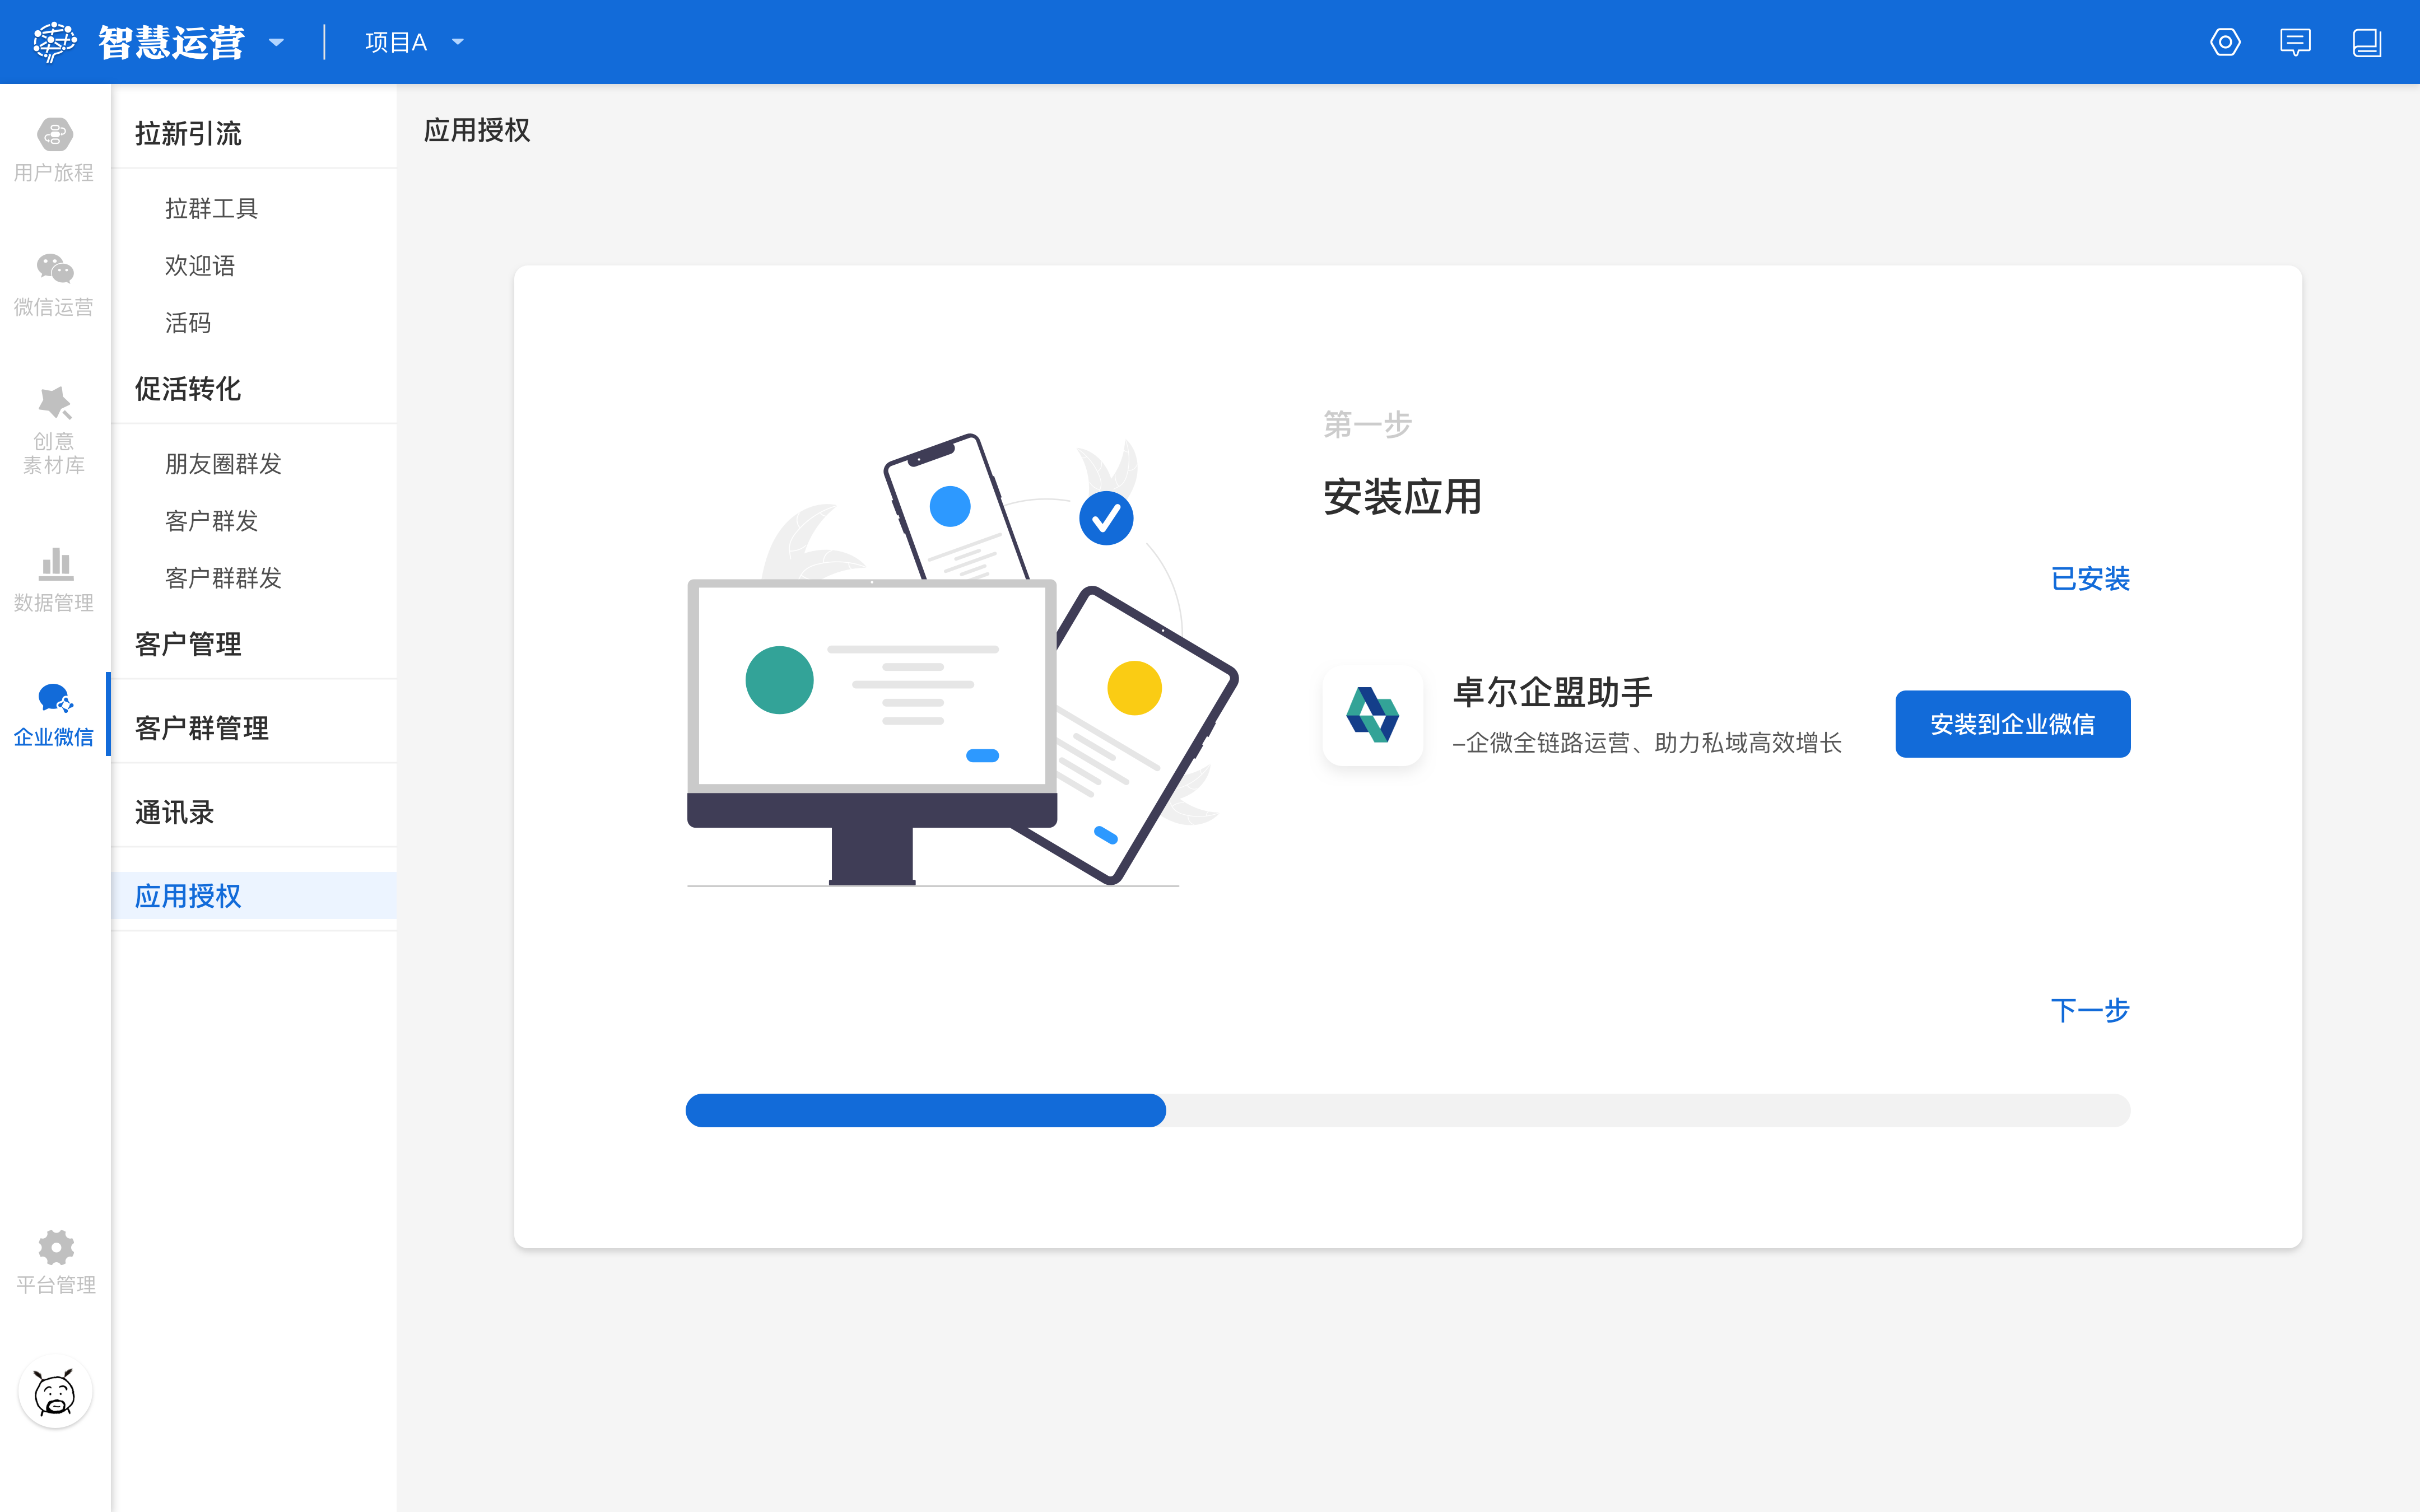 智慧运营
项目A
用户旅程
微信运营
创意
素材库
数据管理
企业微信
平台管理
拉新引流
拉群工具
欢迎语
活码
促活转化
朋友圈群发
客户群发
客户群群发
客户管理
客户群管理
通讯录
应用授权
应用授权
第一步
安装应用
已安装
卓尔企盟助手
–企微全链路运营、助力私域高效增长
安装到企业微信
下一步